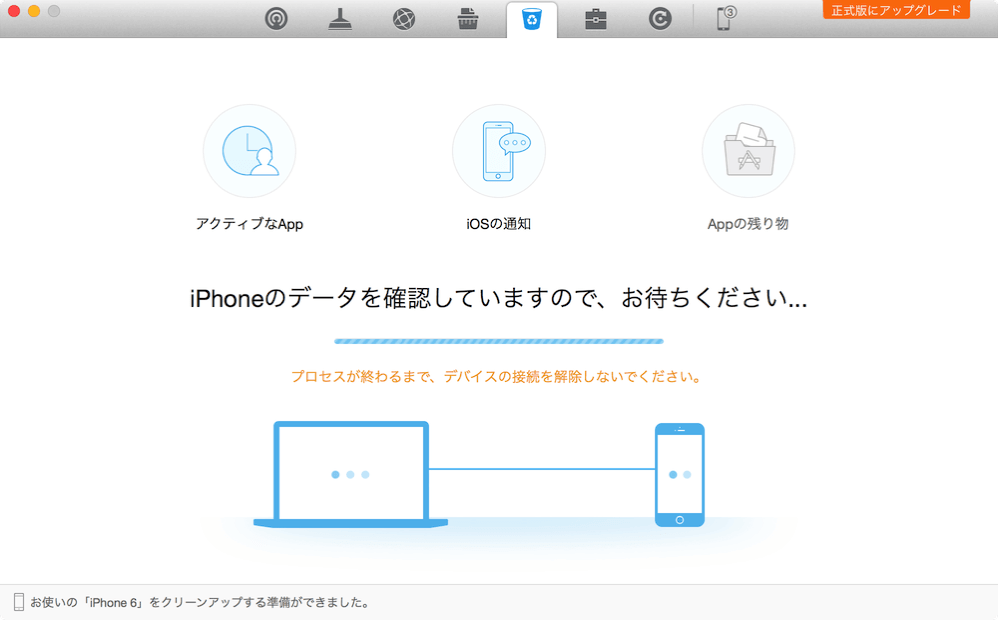 ③
正式版にアップグレード
アクティブなApp
iOSの通知
Appの残り物
iPhoneのデータを確認していますので、お待ちください...
プロセスが終わるまで、デバイスの接続を解除しないでください。
お使いの「iPhone 6」をクリーンアップする準備ができました。